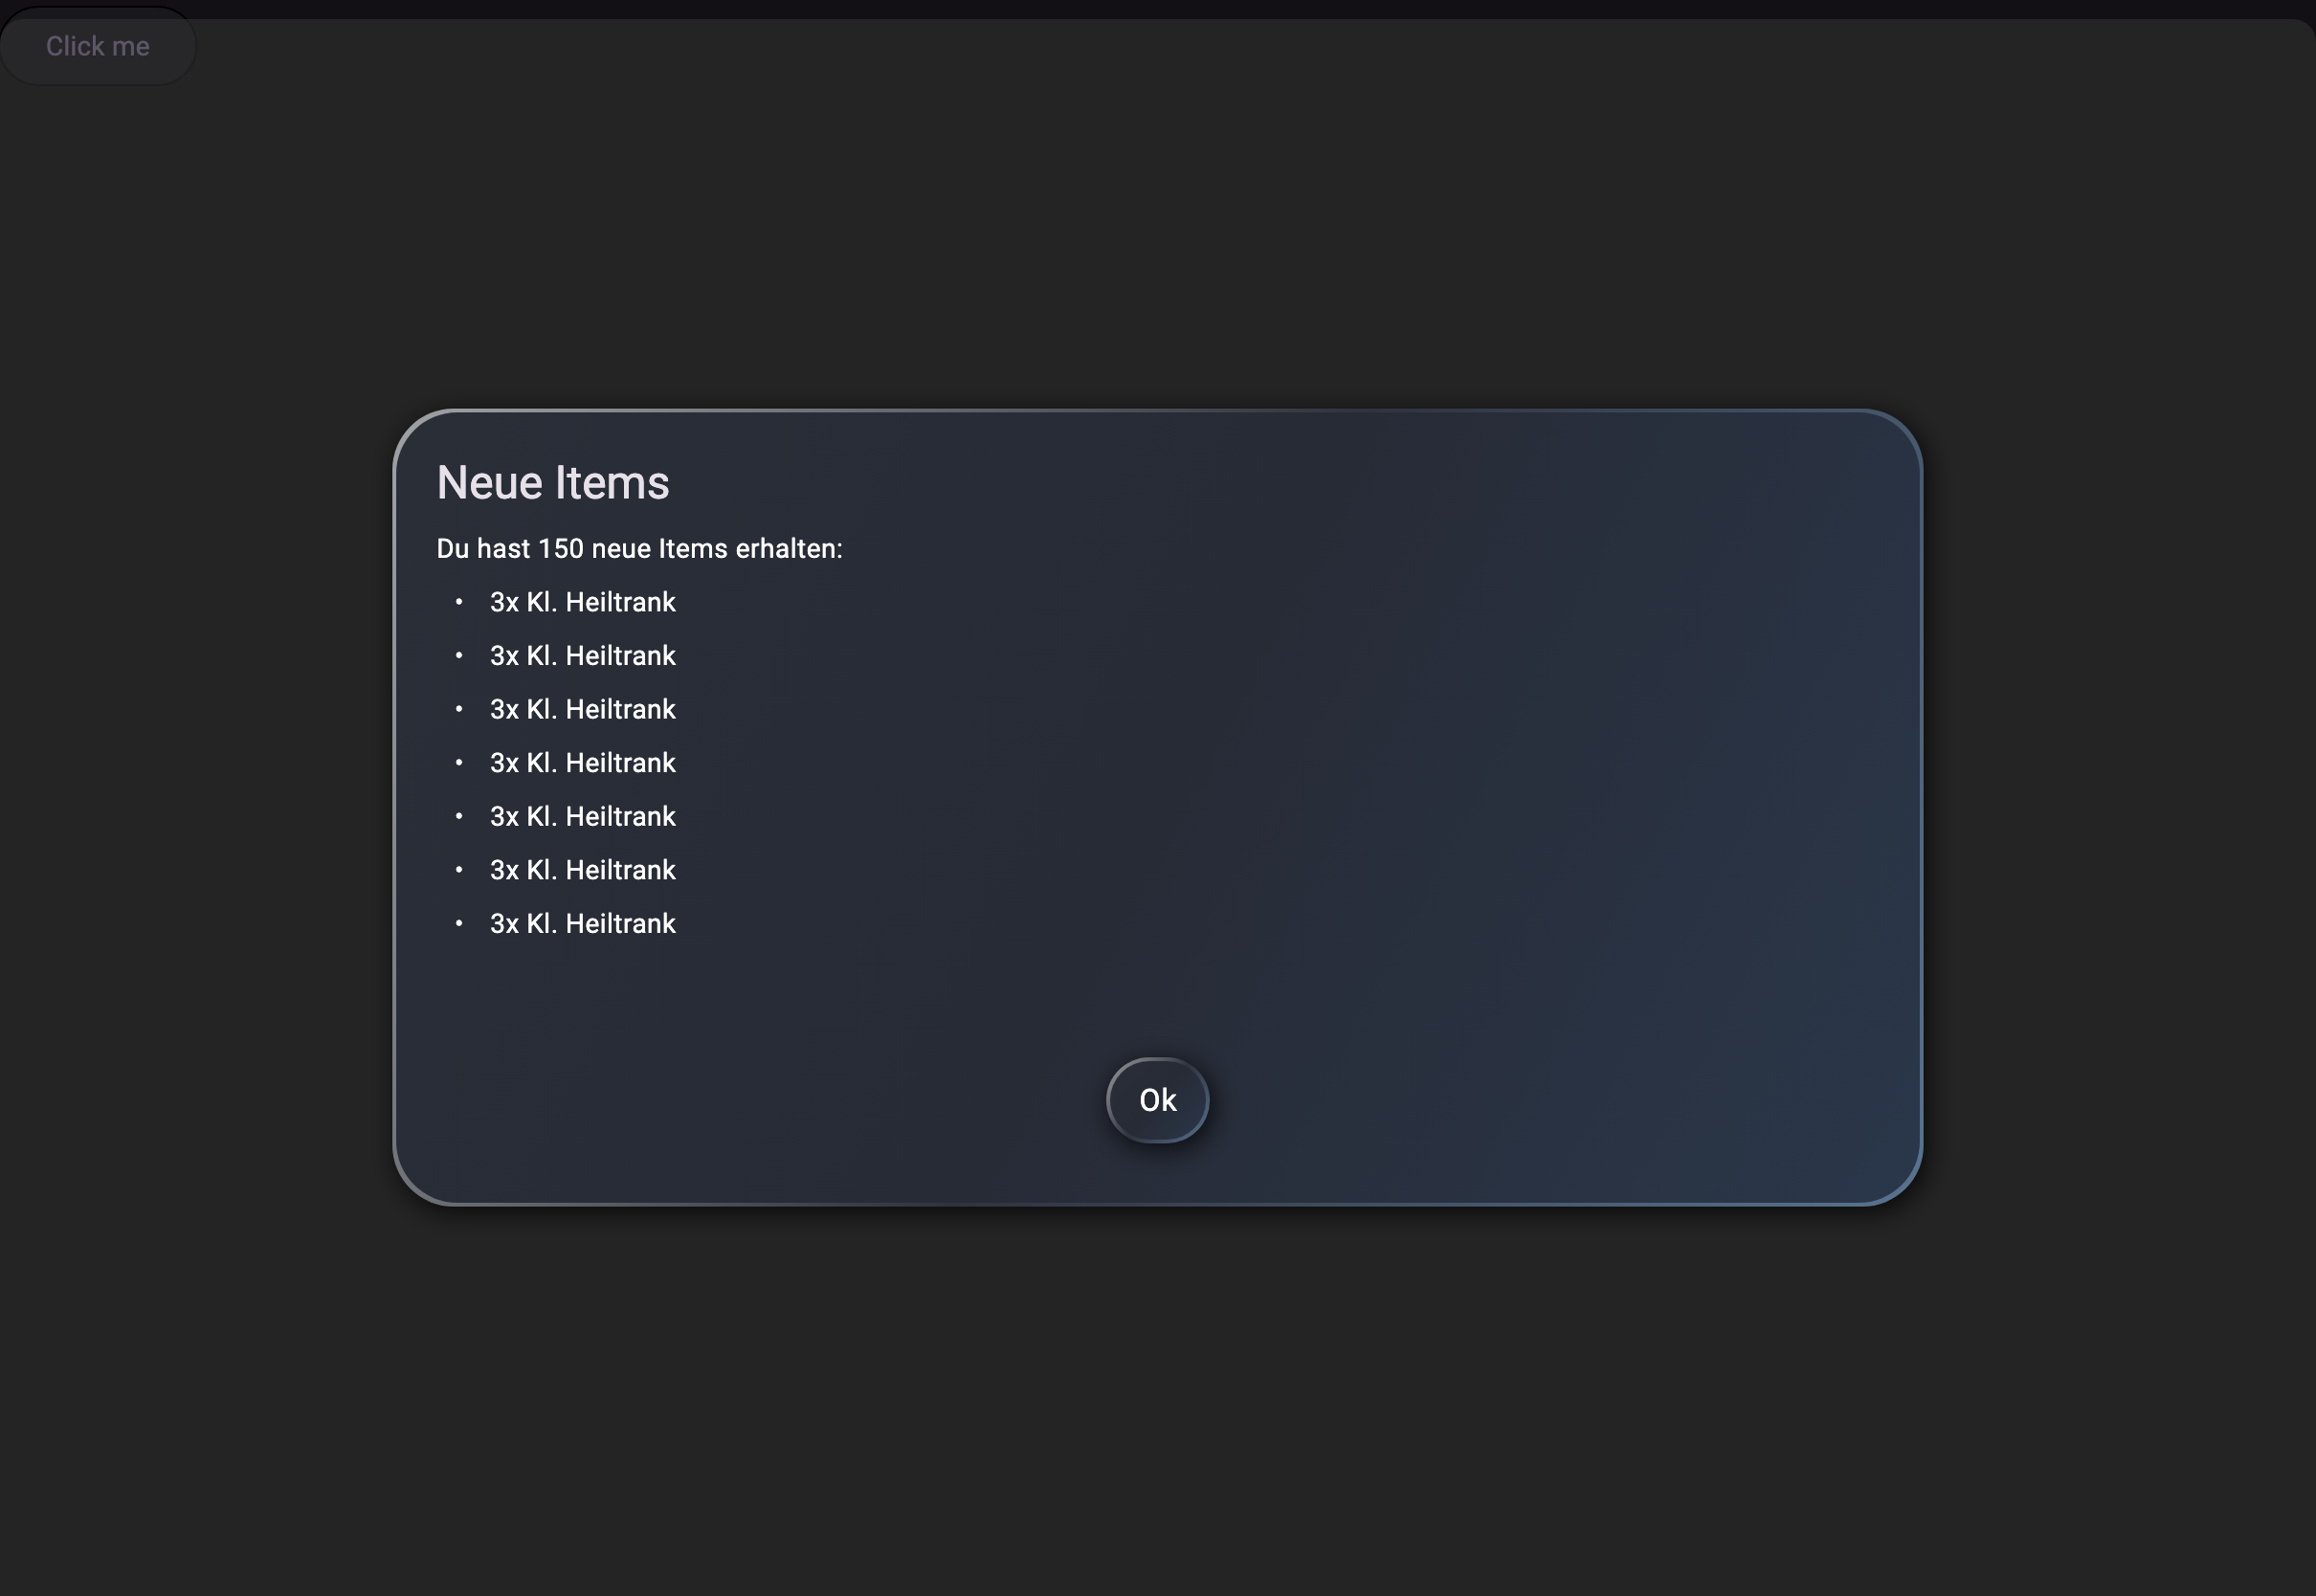 Click me
Neue Items
Du hast 150 neue Items erhalten:
• 3x Kl. Heiltrank
• 3x Kl. Heiltrank
• 3x Kl. Heiltrank
• 3x Kl. Heiltrank
• 3x Kl. Heiltrank
• 3x Kl. Heiltrank
• 3x Kl. Heiltrank
Ok